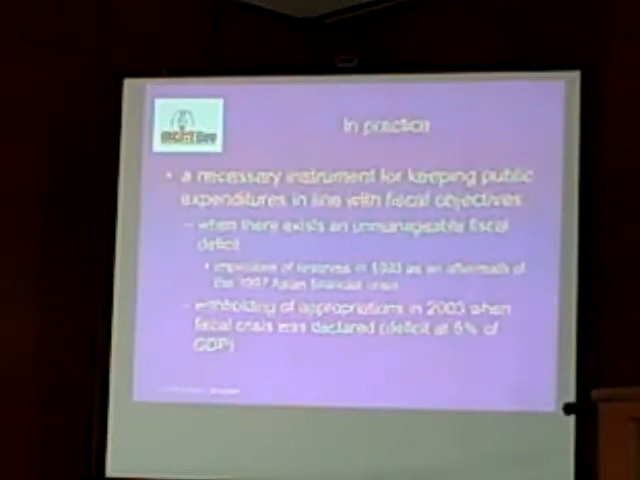 In practice
• a necessary instrument for keeping public
expenditures in line with fiscal objectives
– when there exists an unmanageable fiscal
deficit
• imposition of reserves in 1998 as an aftermath of
the 1997 Asian financial crisis
– withholding of appropriations in 2003 when
fiscal crisis was declared (deficit at 5% of
GDP)